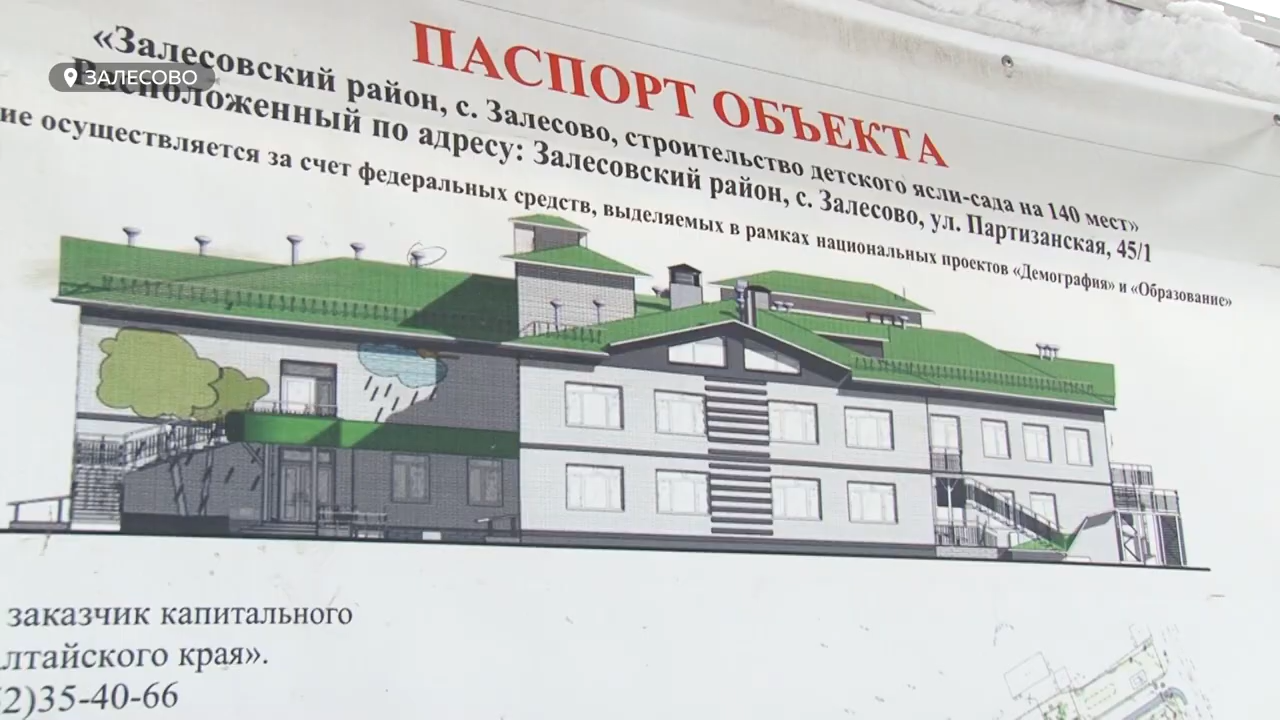 ПАСПОРТ ОБЪЕКТА
«Залесовский район, с. Залесово, строительство детского ясли-сада на 140 мест»
ЗАЛЕСОВО
Расположенный по адресу: Залесовский район, с. Залесово, ул. Партизанская, 45/1
ие осуществляется за счет федеральных средств, выделяемых в рамках национальных проектов «Демография» и «Образование»
заказчик капитального
лтайского края».
2)35-40-66